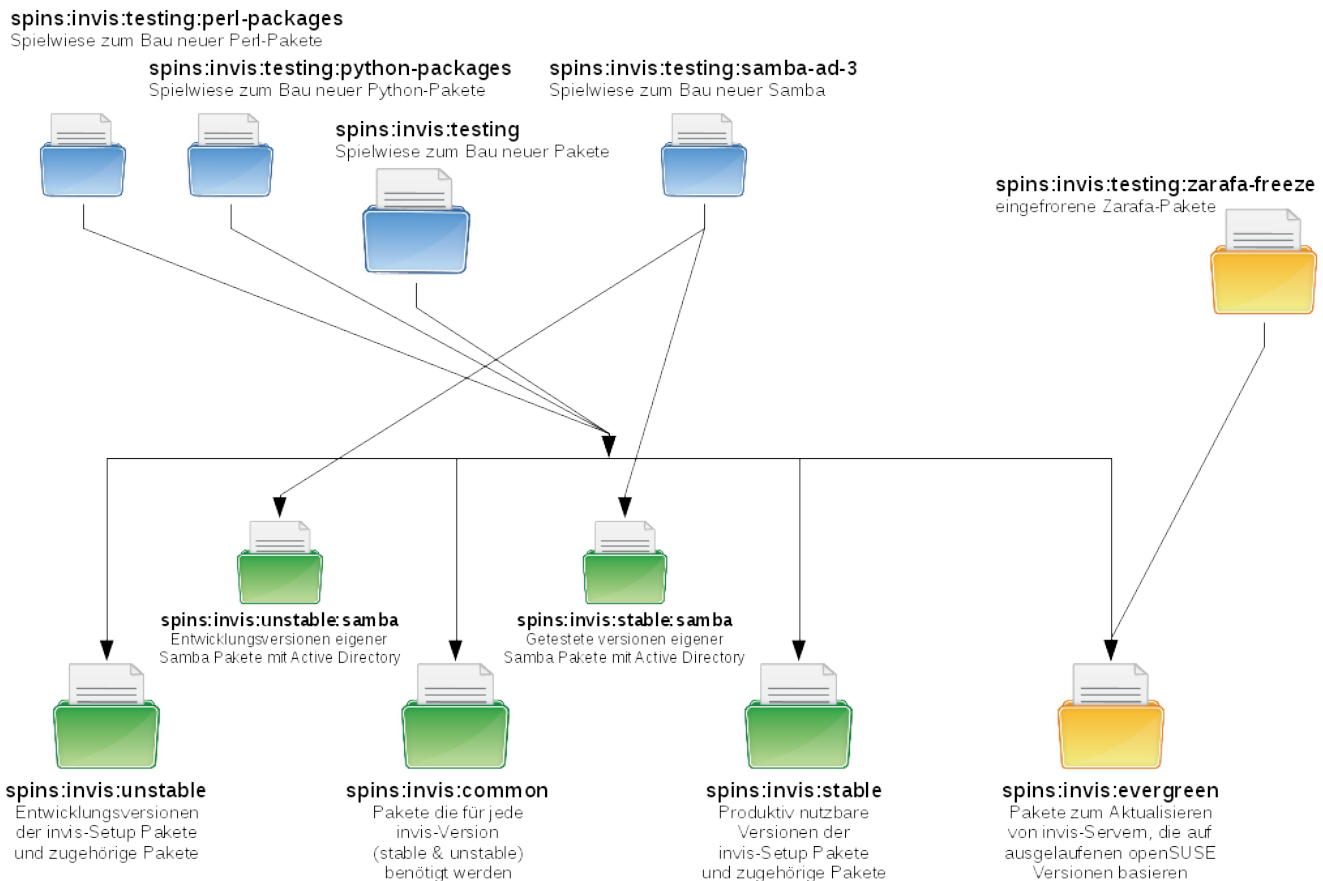 spins:invis:testing:perl-packages
Spielwiese zum Bau neuer Perl-Pakete
spins:invis:testing:python-packages
Spielwiese zum Bau neuer Python-Pakete
spins:invis:testing:samba-ad-3
Spielwiese zum Bau neuer Samba
spins:invis:testing
Spielwiese zum Bau neuer Pakete
spins:invis:testing:zarafa-freeze
eingefrorene Zarafa-Pakete
spins:invis:unstable:samba
Entwicklungsversionen eigener
Samba Pakete mit Active Directory
spins:invis:stable:samba
Getestete versionen eigener
Samba Pakete mit Active Directory
spins:invis:unstable
Entwicklungsversionen
der invis-Setup Pakete
und zugehörige Pakete
spins:invis:common
Pakete die für jede
invis-Version
(stable & unstable)
benötigt werden
spins:invis:stable
Produktiv nutzbare
Versionen der
invis-Setup Pakete
und zugehörige Pakete
spins:invis:evergreen
Pakete zum Aktualisieren
von invis-Servern, die auf
ausgelaufenen openSUSE
Versionen basieren